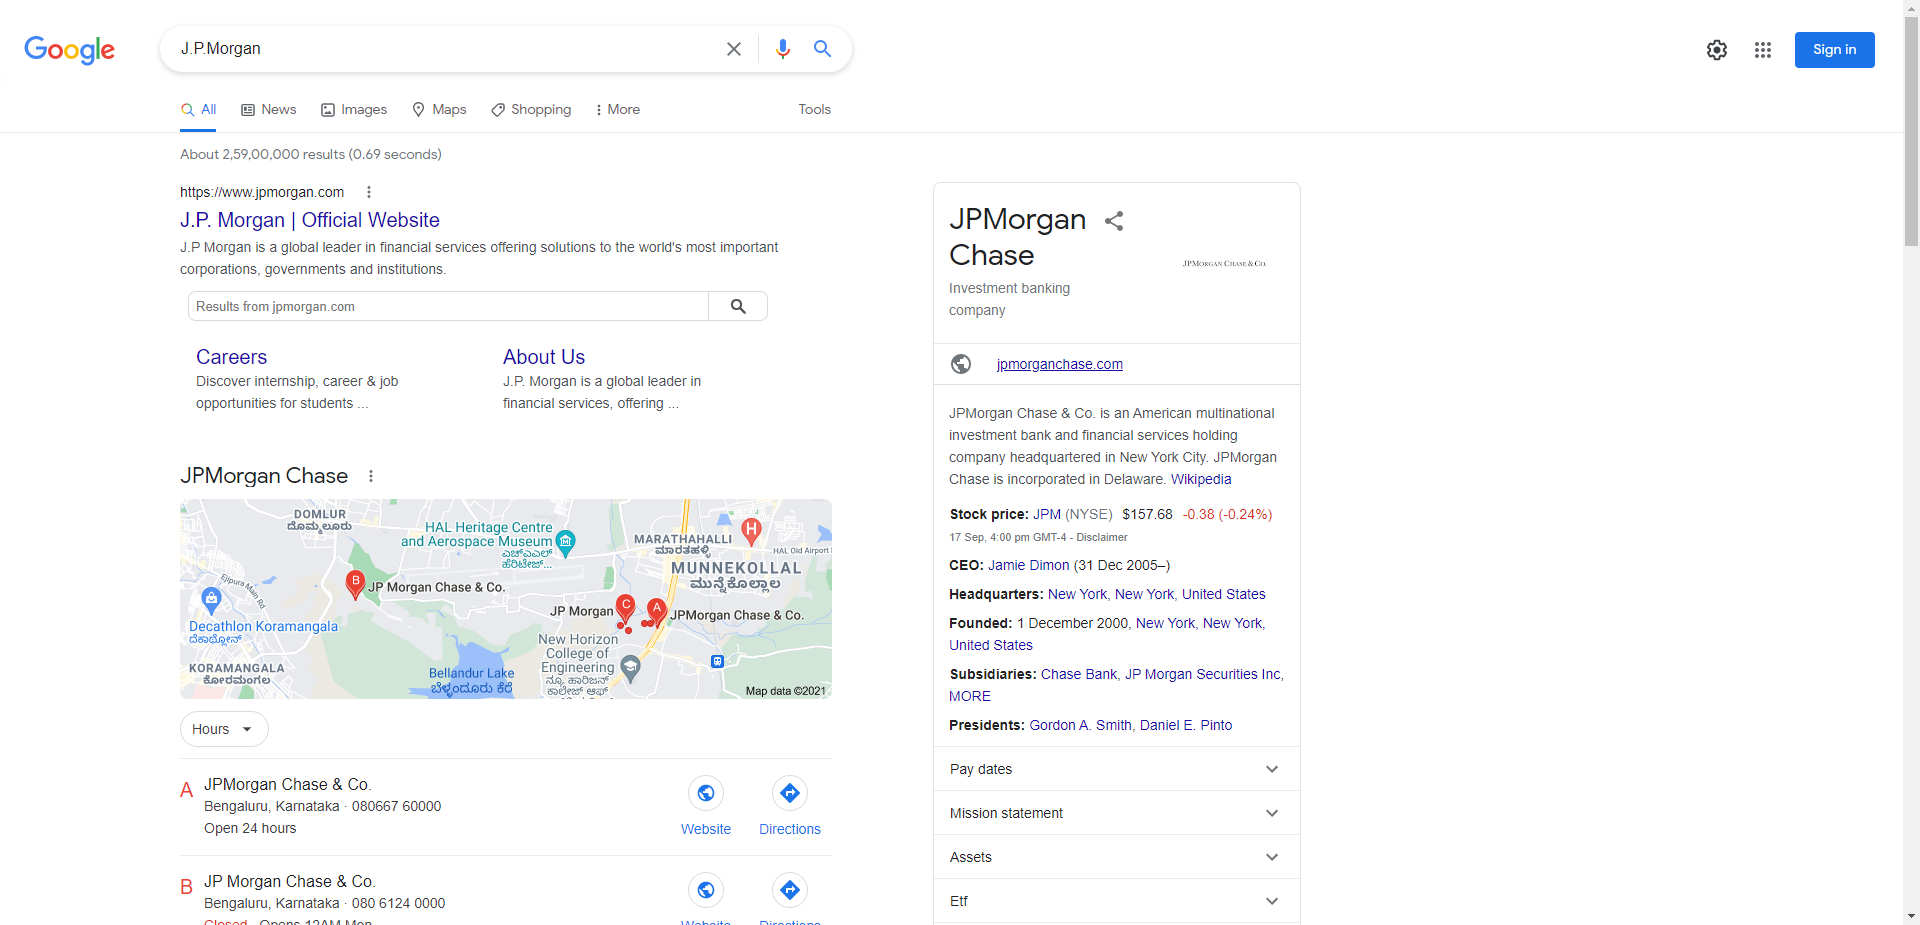 Google
J.P.Morgan
Sign in
All
News
Images
Maps
Shopping
More
Tools
About 2,59,00,000 results (0.69 seconds)
https://www.jpmorgan.com
J.P. Morgan | Official Website
J.P Morgan is a global leader in financial services offering solutions to the world's most important
corporations, governments and institutions.
Results from jpmorgan.com
Careers
Discover internship, career & job
opportunities for students ...
About Us
J.P. Morgan is a global leader in
financial services, offering ...
JPMorgan Chase
DOMLUR
ದೊಮ್ಮಲೂರು
HAL Heritage Centre
and Aerospace Museum
ಎಚ್ಎಎಲ್
ಹೆರಿಟೇಜ್...
MARATHAHALLI
ಮಾರತಹಳ್ಳಿ
H
HAL Old Airport
MUNNEKOLLAL
ಮುನ್ನೆಕೊಲ್ಲಾಲ
Ejipura Main Rd
B
JP Morgan Chase & Co.
JP Morgan
C
A
JPMorgan Chase & Co.
Decathlon Koramangala
ಡೆಕಾಥ್ಲೋನ್
New Horizon
College of
Engineering
ನ್ಯೂ ಹಾರಿಜನ್
ಕಾಲೇಜ್ ಆಫ್
KORAMANGALA
ಕೋರಮಂಗಲ
Bellandur Lake
ಬೆಳ್ಳಂದೂರು ಕೆರೆ
Map data ©2021
Hours
A
JPMorgan Chase & Co.
Bengaluru, Karnataka · 080667 60000
Open 24 hours
Website
Directions
B
JP Morgan Chase & Co.
Bengaluru, Karnataka · 080 6124 0000
Closed · Opens 12AM Mon
Website
Directions
JPMorgan
Chase
JPMORGAN CHASE & CO.
Investment banking
company
jpmorganchase.com
JPMorgan Chase & Co. is an American multinational
investment bank and financial services holding
company headquartered in New York City. JPMorgan
Chase is incorporated in Delaware. Wikipedia
Stock price: JPM (NYSE) $157.68 -0.38 (-0.24%)
17 Sep, 4:00 pm GMT-4 - Disclaimer
CEO: Jamie Dimon (31 Dec 2005–)
Headquarters: New York, New York, United States
Founded: 1 December 2000, New York, New York,
United States
Subsidiaries: Chase Bank, JP Morgan Securities Inc,
MORE
Presidents: Gordon A. Smith, Daniel E. Pinto
Pay dates
Mission statement
Assets
Etf